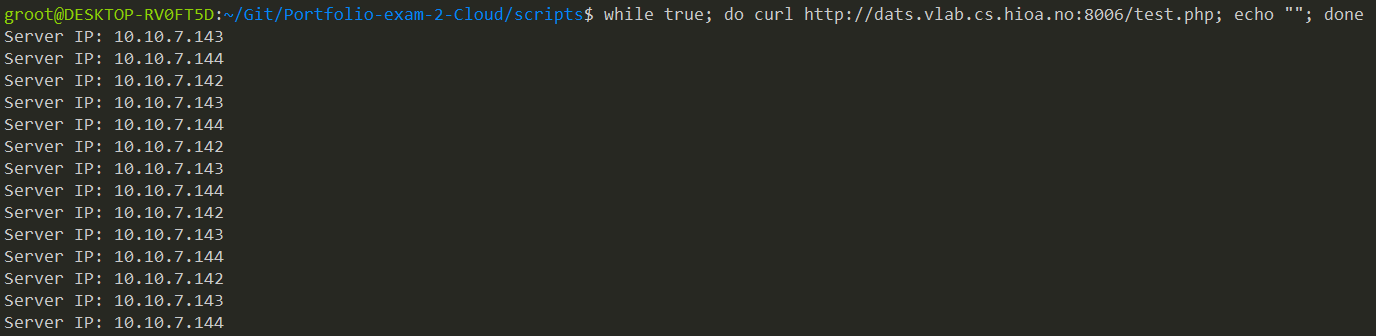 groot@DESKTOP-RV0FT5D:~/Git/Portfolio-exam-2-Cloud/scripts$ while true; do curl http://dats.vlab.cs.hioa.no:8006/test.php; echo ""; done
Server IP: 10.10.7.143
Server IP: 10.10.7.144
Server IP: 10.10.7.142
Server IP: 10.10.7.143
Server IP: 10.10.7.144
Server IP: 10.10.7.142
Server IP: 10.10.7.143
Server IP: 10.10.7.144
Server IP: 10.10.7.142
Server IP: 10.10.7.143
Server IP: 10.10.7.144
Server IP: 10.10.7.142
Server IP: 10.10.7.143
Server IP: 10.10.7.144